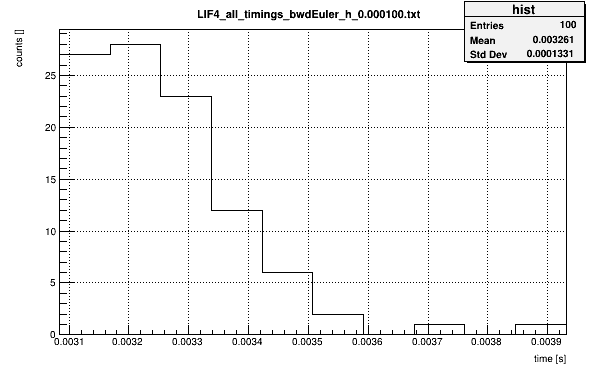 LIF4_all_timings_bwdEuler_h_0.000100.txt
hist
Entries 100
Mean 0.003261
Std Dev 0.0001331
counts []
25
20
15
10
5
0
0.0031 0.0032 0.0033 0.0034 0.0035 0.0036 0.0037 0.0038 0.0039
time [s]